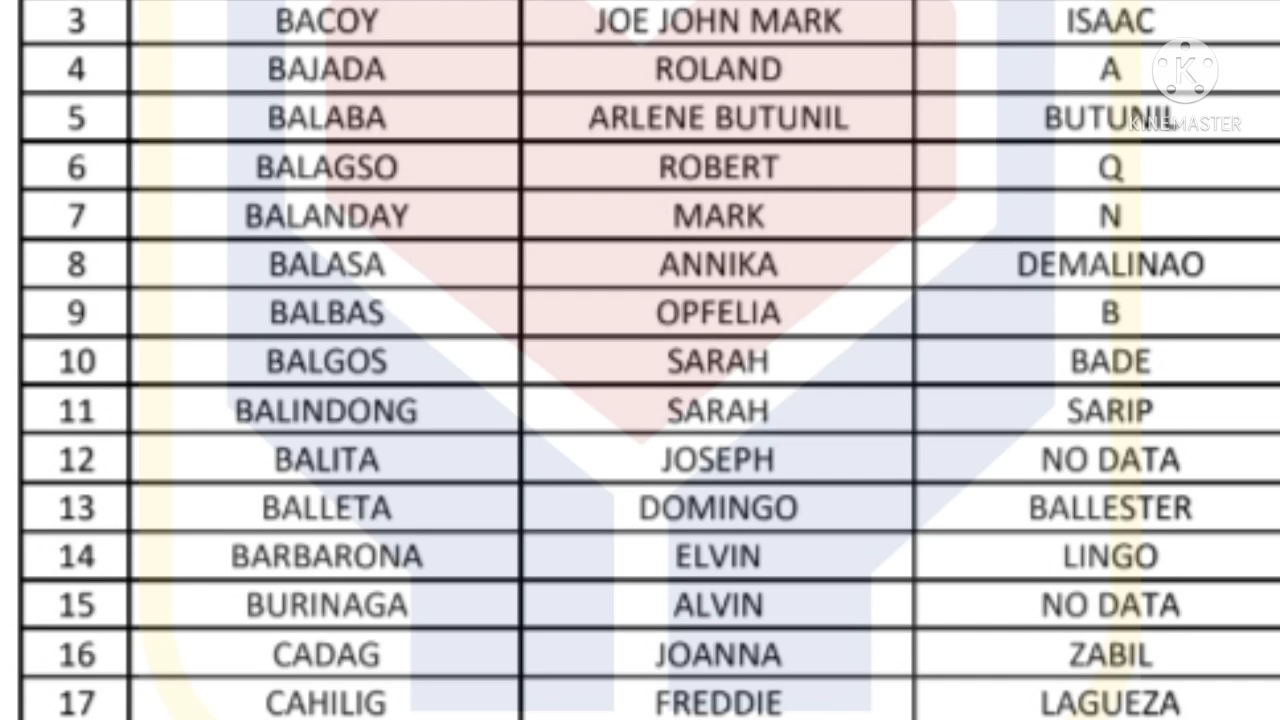 3 BACOY JOE JOHN MARK ISAAC
4 BAJADA ROLAND A
5 BALABA ARLENE BUTUNIL BUTUNIL
K
KINEMASTER
6 BALAGSO ROBERT Q
7 BALANDAY MARK N
8 BALASA ANNIKA DEMALINAO
9 BALBAS OPFELIA B
10 BALGOS SARAH BADE
11 BALINDONG SARAH SARIP
12 BALITA JOSEPH NO DATA
13 BALLETA DOMINGO BALLESTER
14 BARBARONA ELVIN LINGO
15 BURINAGA ALVIN NO DATA
16 CADAG JOANNA ZABIL
17 CAHILIG FREDDIE LAGUEZA